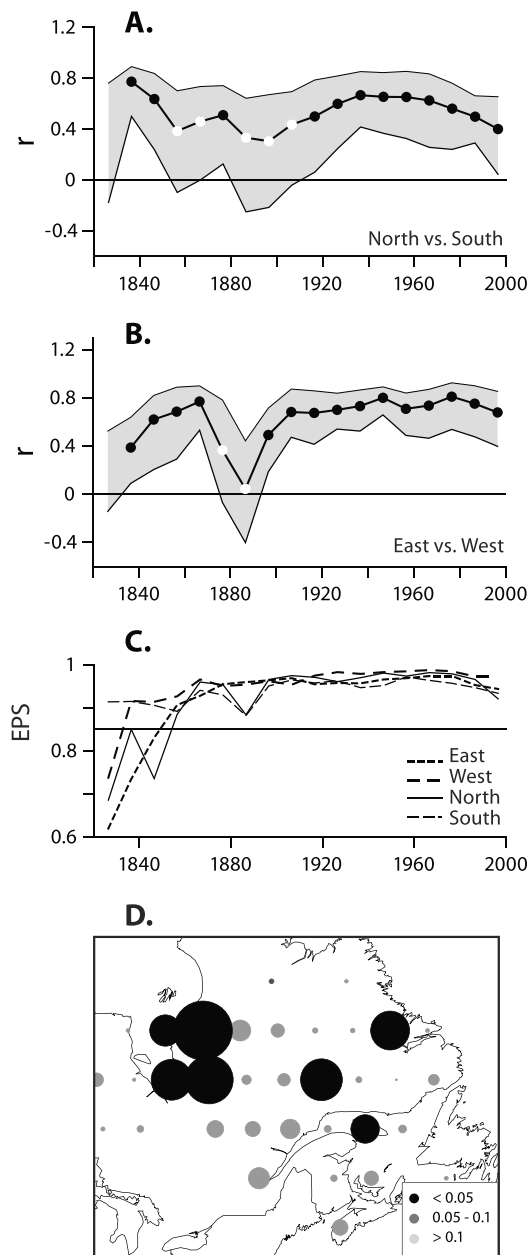 A.
1.2
0.8
0.4
0
-0.4
r
North vs. South
1840 1880 1920 1960 2000
B.
1.2
0.8
0.4
0
-0.4
r
East vs. West
1840 1880 1920 1960 2000
C.
1
0.8
0.6
EPS
East
West
North
South
1840 1880 1920 1960 2000
D.
< 0.05
0.05 - 0.1
> 0.1